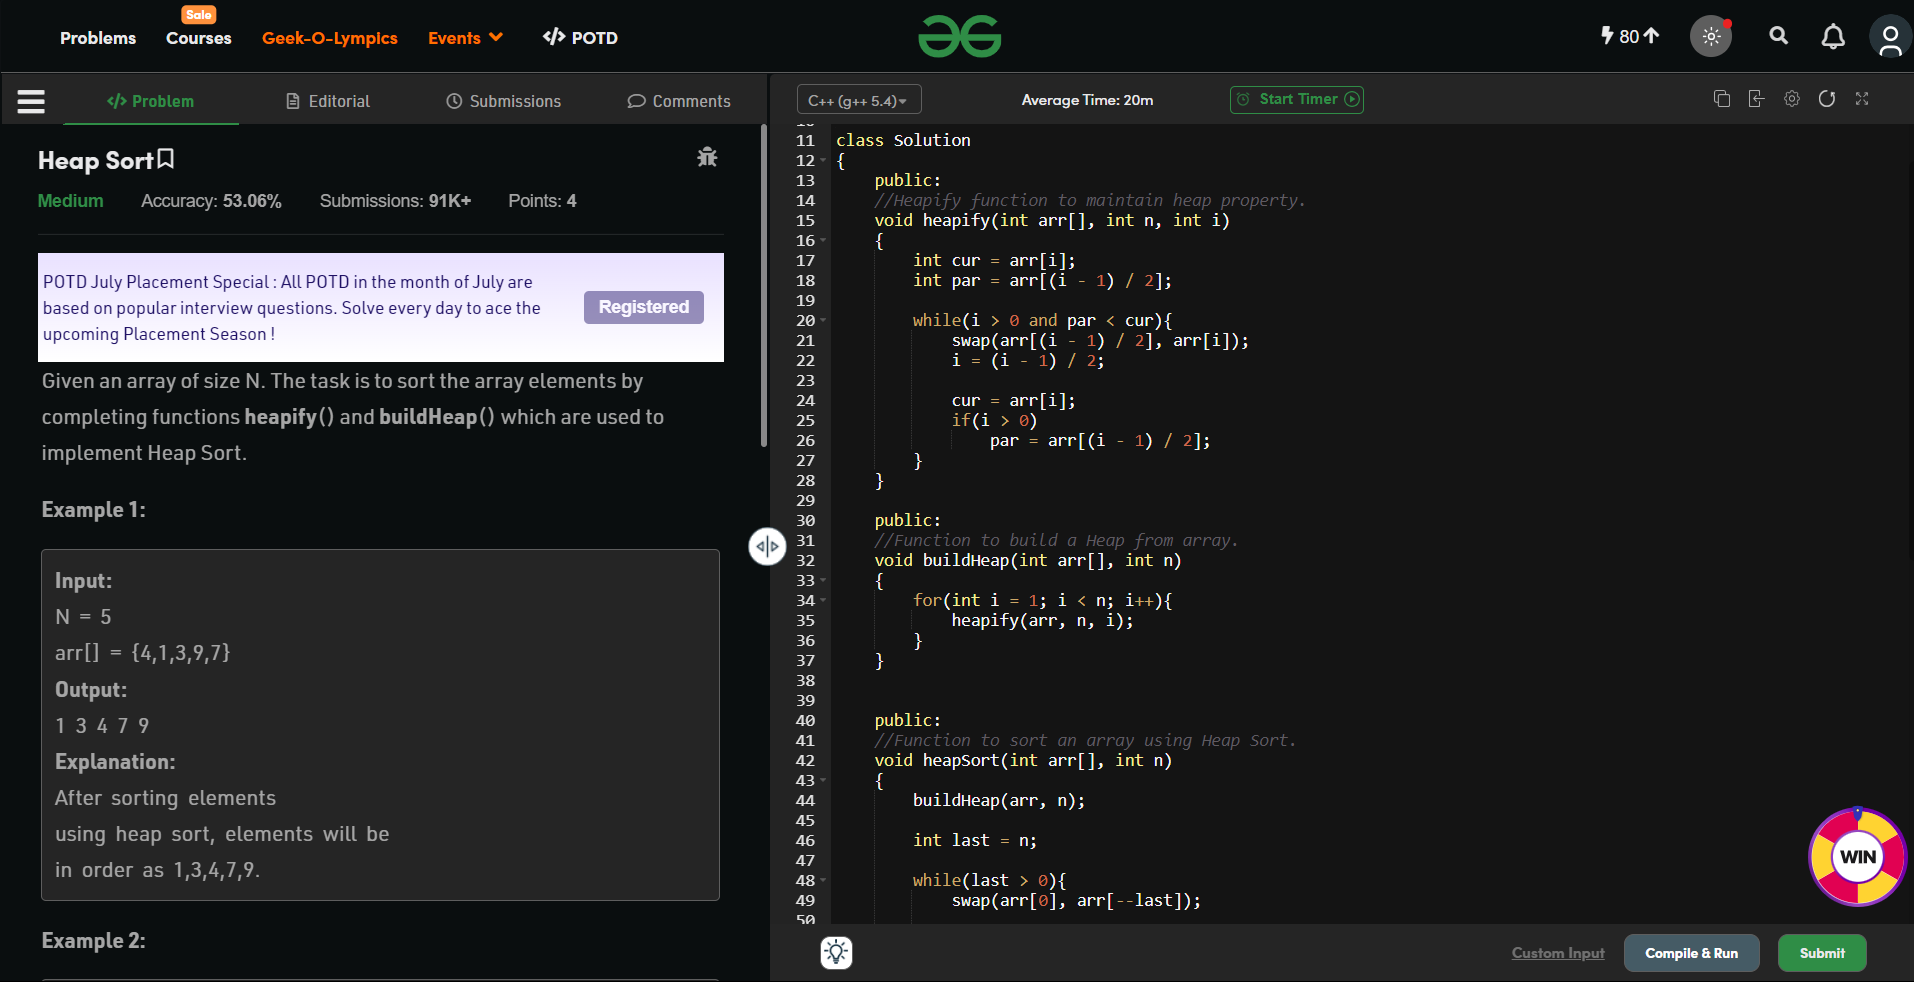 Sale
Problems Courses Geek-O-Lympics Events </> POTD
80
</> Problem Editorial Submissions Comments
Heap Sort
Medium Accuracy: 53.06% Submissions: 91K+ Points: 4
POTD July Placement Special : All POTD in the month of July are
based on popular interview questions. Solve every day to ace the
upcoming Placement Season !
Registered
Given an array of size N. The task is to sort the array elements by
completing functions heapify() and buildHeap() which are used to
implement Heap Sort.
Example 1:
Input:
N = 5
arr[] = {4,1,3,9,7}
Output:
1 3 4 7 9
Explanation:
After sorting elements
using heap sort, elements will be
in order as 1,3,4,7,9.
Example 2:
C++ (g++ 5.4) Average Time: 20m Start Timer
10
11 class Solution
12 {
13     public:
14     //Heapify function to maintain heap property.
15     void heapify(int arr[], int n, int i)
16     {
17         int cur = arr[i];
18         int par = arr[(i - 1) / 2];
19
20         while(i > 0 and par < cur){
21             swap(arr[(i - 1) / 2], arr[i]);
22             i = (i - 1) / 2;
23
24             cur = arr[i];
25             if(i > 0)
26                 par = arr[(i - 1) / 2];
27         }
28     }
29
30     public:
31     //Function to build a Heap from array.
32     void buildHeap(int arr[], int n)
33     {
34         for(int i = 1; i < n; i++){
35             heapify(arr, n, i);
36         }
37     }
38
39
40     public:
41     //Function to sort an array using Heap Sort.
42     void heapSort(int arr[], int n)
43     {
44         buildHeap(arr, n);
45
46         int last = n;
47
48         while(last > 0){
49             swap(arr[0], arr[--last]);
50
WIN
Custom Input Compile & Run Submit